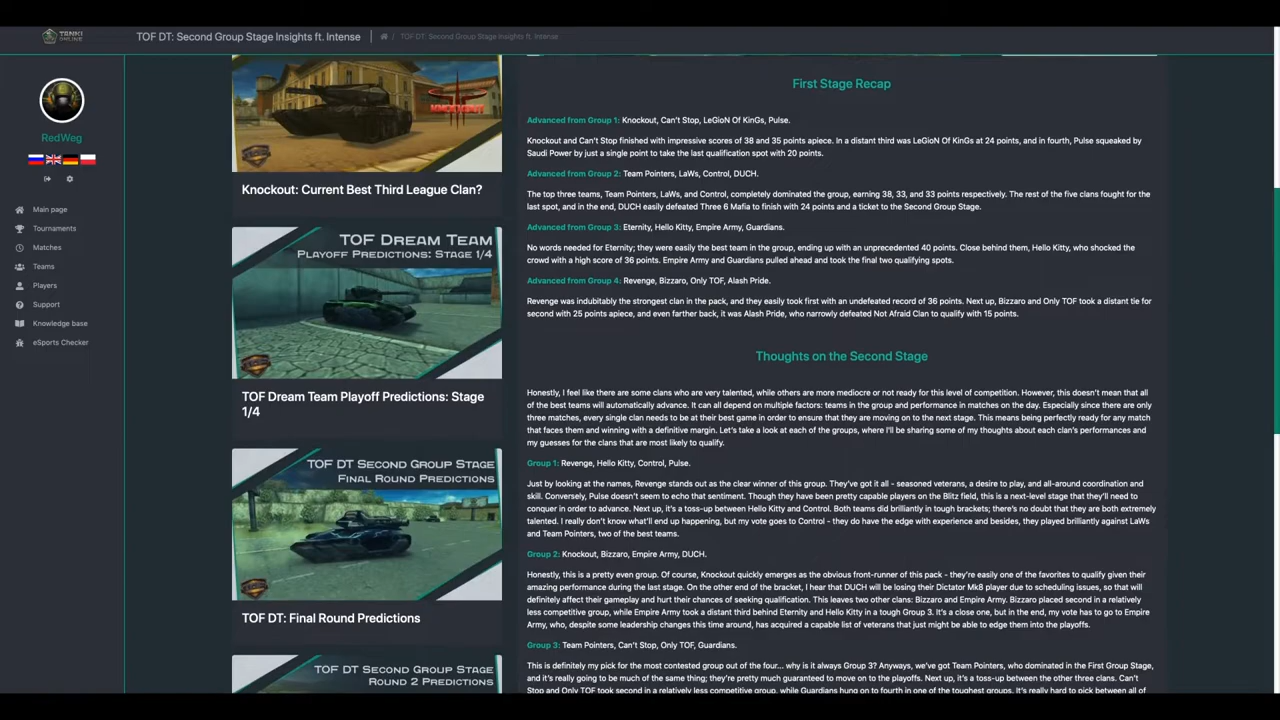 TANKI ONLINE
TOF DT: Second Group Stage Insights ft. Intense
TOF DT: Second Group Stage Insights ft. Intense
RedWeg
Main page
Tournaments
Matches
Teams
Players
Support
Knowledge base
eSports Checker
KNOCKOUT
Knockout: Current Best Third League Clan?
TOF DREAM TEAM
PLAYOFF PREDICTIONS: STAGE 1/4
TOF Dream Team Playoff Predictions: Stage
1/4
TOF DT SECOND GROUP STAGE
FINAL ROUND PREDICTIONS
TOF DT: Final Round Predictions
TOF DT SECOND GROUP STAGE
ROUND 2 PREDICTIONS
First Stage Recap
Advanced from Group 1: Knockout, Can't Stop, LeGioN Of KinGs, Pulse.
Knockout and Can't Stop finished with impressive scores of 38 and 35 points apiece. In a distant third was LeGioN Of KinGs at 24 points, and in fourth, Pulse squeaked by
Saudi Power by just a single point to take the last qualification spot with 20 points.
Advanced from Group 2: Team Pointers, LaWs, Control, DUCH.
The top three teams, Team Pointers, LaWs, and Control, completely dominated the group, earning 38, 33, and 33 points respectively. The rest of the five clans fought for the
last spot, and in the end, DUCH easily defeated Three 6 Mafia to finish with 24 points and a ticket to the Second Group Stage.
Advanced from Group 3: Eternity, Hello Kitty, Empire Army, Guardians.
No words needed for Eternity; they were easily the best team in the group, ending up with an unprecedented 40 points. Close behind them, Hello Kitty, who shocked the
crowd with a high score of 36 points. Empire Army and Guardians pulled ahead and took the final two qualifying spots.
Advanced from Group 4: Revenge, Bizzaro, Only TOF, Alash Pride.
Revenge was indubitably the strongest clan in the pack, and they easily took first with an undefeated record of 36 points. Next up, Bizzaro and Only TOF took a distant tie for
second with 25 points apiece, and even farther back, it was Alash Pride, who narrowly defeated Not Afraid Clan to qualify with 15 points.
Thoughts on the Second Stage
Honestly, I feel like there are some clans who are very talented, while others are more mediocre or not ready for this level of competition. However, this doesn't mean that all
of the best teams will automatically advance. It can all depend on multiple factors: teams in the group and performance in matches on the day. Especially since there are only
three matches, every single clan needs to be at their best game in order to ensure that they are moving on to the next stage. This means being perfectly ready for any match
that faces them and winning with a definitive margin. Let's take a look at each of the groups, where I'll be sharing some of my thoughts about each clan's performances and
my guesses for the clans that are most likely to qualify.
Group 1: Revenge, Hello Kitty, Control, Pulse.
Just by looking at the names, Revenge stands out as the clear winner of this group. They've got it all - seasoned veterans, a desire to play, and all-around coordination and
skill. Conversely, Pulse doesn't seem to echo that sentiment. Though they have been pretty capable players on the Blitz field, this is a next-level stage that they'll need to
conquer in order to advance. Next up, it's a toss-up between Hello Kitty and Control. Both teams did brilliantly in tough brackets; there's no doubt that they are both extremely
talented. I really don't know what'll end up happening, but my vote goes to Control - they do have the edge with experience and besides, they played brilliantly against LaWs
and Team Pointers, two of the best teams.
Group 2: Knockout, Bizzaro, Empire Army, DUCH.
Honestly, this is a pretty even group. Of course, Knockout quickly emerges as the obvious front-runner of this pack - they're easily one of the favorites to qualify given their
amazing performance during the last stage. On the other end of the bracket, I hear that DUCH will be losing their Dictator Mk8 player due to scheduling issues, so that will
definitely affect their gameplay and hurt their chances of seeking qualification. This leaves two other clans: Bizzaro and Empire Army. Bizzaro placed second in a relatively
less competitive group, while Empire Army took a distant third behind Eternity and Hello Kitty in a tough Group 3. It's a close one, but in the end, my vote has to go to Empire
Army, who, despite some leadership changes this time around, has acquired a capable list of veterans that just might be able to edge them into the playoffs.
Group 3: Team Pointers, Can't Stop, Only TOF, Guardians.
This is definitely my pick for the most contested group out of the four... why is it always Group 3? Anyways, we've got Team Pointers, who dominated in the First Group Stage,
and it's really going to be much of the same thing; they're pretty much guaranteed to move on to the playoffs. Next up, it's a toss-up between the other three clans. Can't
Stop and Only TOF took second in a relatively less competitive group, while Guardians hung on to fourth in one of the toughest groups. It's really hard to pick between all of